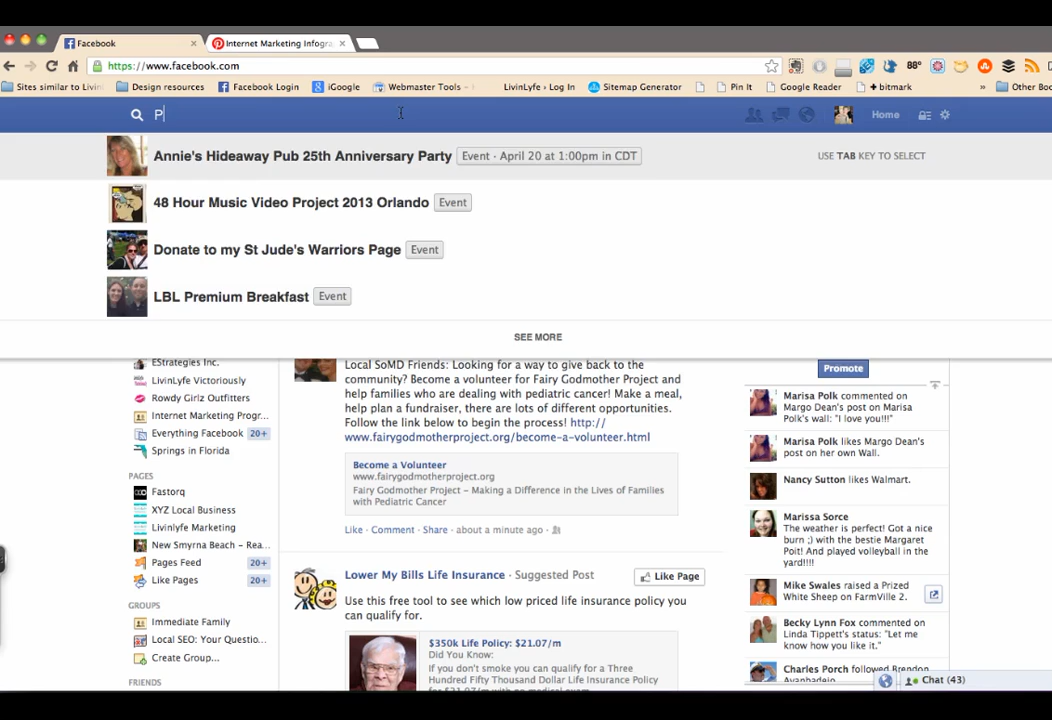 Facebook
Internet Marketing Infogra
https://www.facebook.com
88°
Sites similar to Livin
Design resources
Facebook Login
iGoogle
Webmaster Tools -
LivinLyfe › Log In
Sitemap Generator
Pin It
Google Reader
+ bitmark
»
Other Boo
P
Home
Annie's Hideaway Pub 25th Anniversary Party
Event - April 20 at 1:00pm in CDT
USE TAB KEY TO SELECT
48 Hour Music Video Project 2013 Orlando
Event
Donate to my St Jude's Warriors Page
Event
LBL Premium Breakfast
Event
SEE MORE
EStrategies Inc.
LivinLyfe Victoriously
Rowdy Girlz Outfitters
Internet Marketing Progr...
Everything Facebook 20+
Springs in Florida
PAGES
Fastorq
XYZ Local Business
Livinlyfe Marketing
New Smyrna Beach - Rea...
Pages Feed 20+
Like Pages 20+
GROUPS
Immediate Family
Local SEO: Your Questio...
Create Group...
FRIENDS
Local SoMD Friends: Looking for a way to give back to the
community? Become a volunteer for Fairy Godmother Project and
help families who are dealing with pediatric cancer! Make a meal,
help plan a fundraiser, there are lots of different opportunities.
Follow the link below to begin the process! http://
www.fairygodmotherproject.org/become-a-volunteer.html
Become a Volunteer
www.fairygodmotherproject.org
Fairy Godmother Project – Making a Difference in the Lives of Families
with Pediatric Cancer
Like · Comment · Share · about a minute ago ·
Lower My Bills Life Insurance · Suggested Post
Like Page
Use this free tool to see which low priced life insurance policy you
can qualify for.
$350k Life Policy: $21.07/m
Did You Know:
If you don't smoke you can qualify for a Three
Hundred Fifty Thousand Dollar Life Insurance Policy
for $21.07/m with no medical
Promote
Marisa Polk commented on
Margo Dean's post on Marisa
Polk's wall: "I love you!!!"
Marisa Polk likes Margo Dean's
post on her own Wall.
Nancy Sutton likes Walmart.
Marissa Sorce
The weather is perfect! Got a nice
burn ;) with the bestie Margaret
Poit! And played volleyball in the
yard!!!!
Mike Swales raised a Prized
White Sheep on FarmVille 2.
Becky Lynn Fox commented on
Linda Tippett's status: "Let me
know how you like it."
Charles Porch followed Brendon
Ayanbadejo
Chat (43)